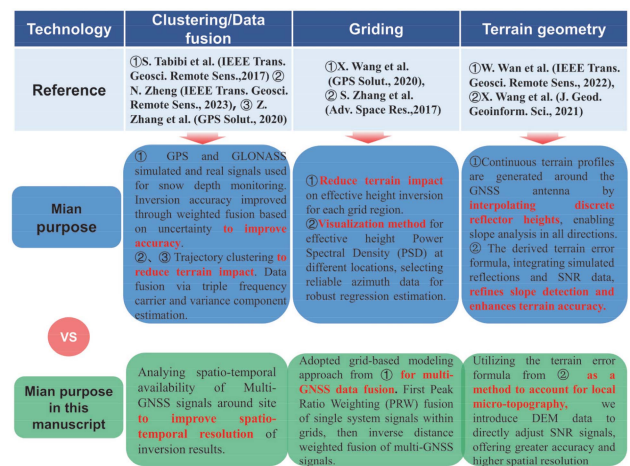 Technology
Clustering/Data
fusion
Griding
Terrain geometry
Reference
①S. Tabibi et al. (IEEE Trans.
Geosci. Remote Sens.,2017) ②
N. Zheng (IEEE Trans. Geosci.
Remote Sens., 2023), ③ Z.
Zhang et al. (GPS Solut., 2020)
①X. Wang et al.
(GPS Solut., 2020),
② S. Zhang et al.
(Adv. Space Res.,2017)
①W. Wan et al. (IEEE Trans.
Geosci. Remote Sens., 2022),
②X. Wang et al. (J. Geod.
Geoinform. Sci., 2021)
Mian
purpose
① GPS and GLONASS
simulated and real signals used
for snow depth monitoring.
Inversion accuracy improved
through weighted fusion based
on uncertainty to improve
accuracy.
②、③ Trajectory clustering to
reduce terrain impact. Data
fusion via triple frequency
carrier and variance component
estimation.
①Reduce terrain impact
on effective height inversion
for each grid region.
②Visualization method for
effective height Power
Spectral Density (PSD) at
different locations, selecting
reliable azimuth data for
robust regression estimation.
①Continuous terrain profiles
are generated around the
GNSS antenna by
interpolating discrete
reflector heights, enabling
slope analysis in all directions.
② The derived terrain error
formula, integrating simulated
reflections and SNR data,
refines slope detection and
enhances terrain accuracy.
VS
Mian purpose
in this
manuscript
Analying spatio-temporal
availability of Multi-
GNSS signals around site
to improve spatio-
temporal resolution of
inversion results.
Adopted grid-based modeling
approach from ① for multi-
GNSS data fusion. First Peak
Ratio Weighting (PRW) fusion
of single system signals within
grids, then inverse distance
weighted fusion of multi-GNSS
signals.
Utilizing the terrain error
formula from ② as a
method to account for local
micro-topography, we
introduce DEM data to
directly adjust SNR signals,
offering greater accuracy and
higher spatial resolution